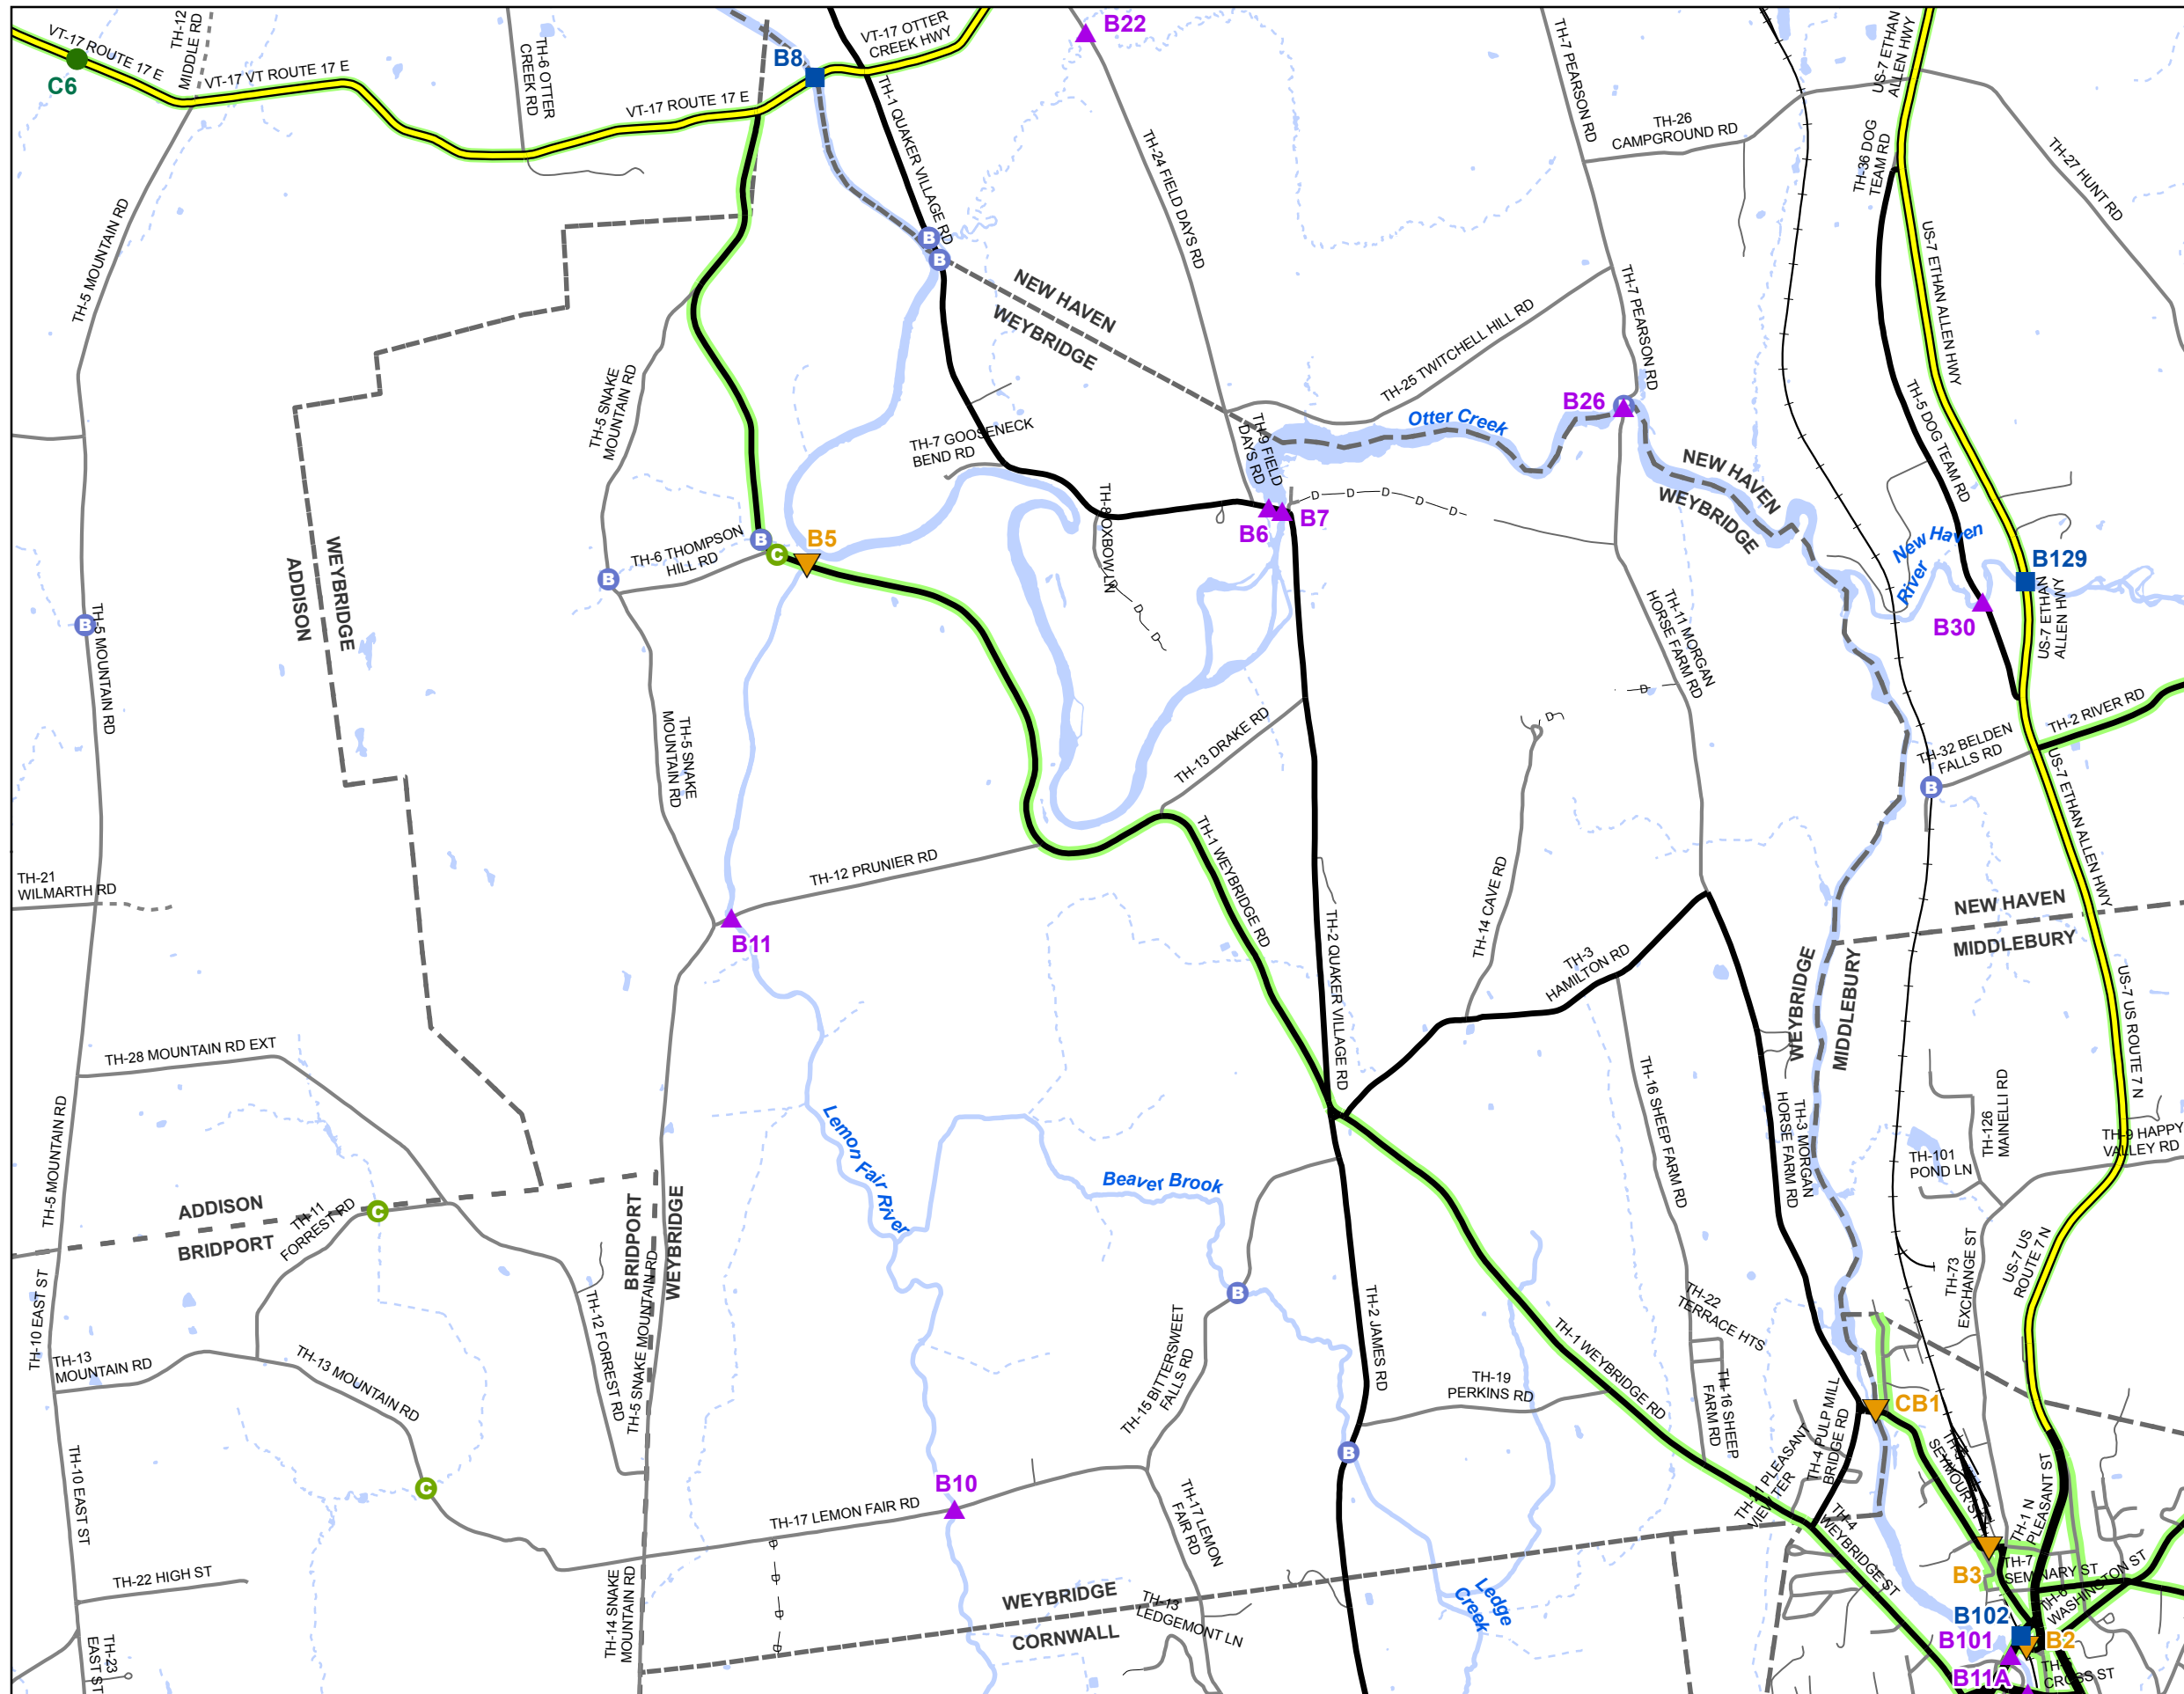 VT-17 ROUTE 17 E
C6
TH-12
MIDDLE RD
VT-17 VT ROUTE 17 E
TH-6 OTTER
CREEK RD
VT-17 ROUTE 17 E
B8
VT-17 OTTER
CREEK HWY
TH-1 QUAKER VILLAGE RD
B22
TH-24 FIELD DAYS RD
TH-7 PEARSON RD
TH-26
CAMPGROUND RD
US-7 ETHAN
ALLEN HWY
TH-36 DOG
TEAM RD
TH-27 HUNT RD
TH-5 MOUNTAIN RD
B
B
NEW HAVEN
WEYBRIDGE
TH-7 PEARSON RD
TH-25 TWITCHELL HILL RD
US-7 ETHAN ALLEN HWY
TH-5 SNAKE
MOUNTAIN RD
TH-7 GOOSENECK
BEND RD
TH-9 FIELD
DAYS RD
Otter Creek
B26
TH-5 DOG TEAM RD
NEW HAVEN
WEYBRIDGE
TH-8 OXBOW LN
B6
B7
D D D D D
New Haven
River
B129
US-7 ETHAN
ALLEN HWY
B30
WEYBRIDGE
ADDISON
TH-6 THOMPSON
HILL RD
B
B
C
B5
B
TH-5 MOUNTAIN RD
D
D
TH-11 MORGAN
HORSE FARM RD
D
D
TH-5 SNAKE
MOUNTAIN RD
TH-13 DRAKE RD
TH-32 BELDEN
FALLS RD
TH-2 RIVER RD
B
US-7 ETHAN ALLEN HWY
TH-21
WILMARTH RD
TH-12 PRUNIER RD
B11
TH-1 WEYBRIDGE RD
TH-2 QUAKER VILLAGE RD
TH-14 CAVE RD
TH-3
HAMILTON RD
NEW HAVEN
MIDDLEBURY
WEYBRIDGE
MIDDLEBURY
US-7 US ROUTE 7 N
TH-28 MOUNTAIN RD EXT
TH-5 MOUNTAIN RD
Lemon Fair River
Beaver Brook
TH-16 SHEEP FARM RD
TH-3 MORGAN
HORSE FARM RD
TH-126
MAINELLI RD
TH-101
POND LN
TH-9 HAPPY
VALLEY RD
ADDISON
BRIDPORT
TH-11
FORREST RD
C
BRIDPORT
WEYBRIDGE
TH-10 EAST ST
TH-12 FORREST RD
TH-5 SNAKE MOUNTAIN RD
B
TH-73
EXCHANGE ST
US-7 US
ROUTE 7 N
TH-13
MOUNTAIN RD
TH-13 MOUNTAIN RD
TH-15 BITTERSWEET
FALLS RD
TH-2 JAMES RD
TH-22
TERRACE HTS
TH-1 WEYBRIDGE RD
TH-19
PERKINS RD
TH-16 SHEEP
FARM RD
CB1
TH-4 PULP MILL
BRIDGE RD
TH-21 PLEASANT
VIEW TER
SEYMOUR ST
B
C
TH-10 EAST ST
B10
TH-17 LEMON FAIR RD
TH-17 LEMON
FAIR RD
TH-4
WEYBRIDGE ST
TH-1 N
PLEASANT ST
D
D
D
D
TH-22 HIGH ST
TH-14 SNAKE
MOUNTAIN RD
WEYBRIDGE
CORNWALL
TH-13
LEDGEMONT LN
Ledge
Creek
B3
TH-7
SEMINARY ST
TH-6
WASHINGTON ST
B102
B101
B2
B11A
CROSS ST
TH-23
EAST ST